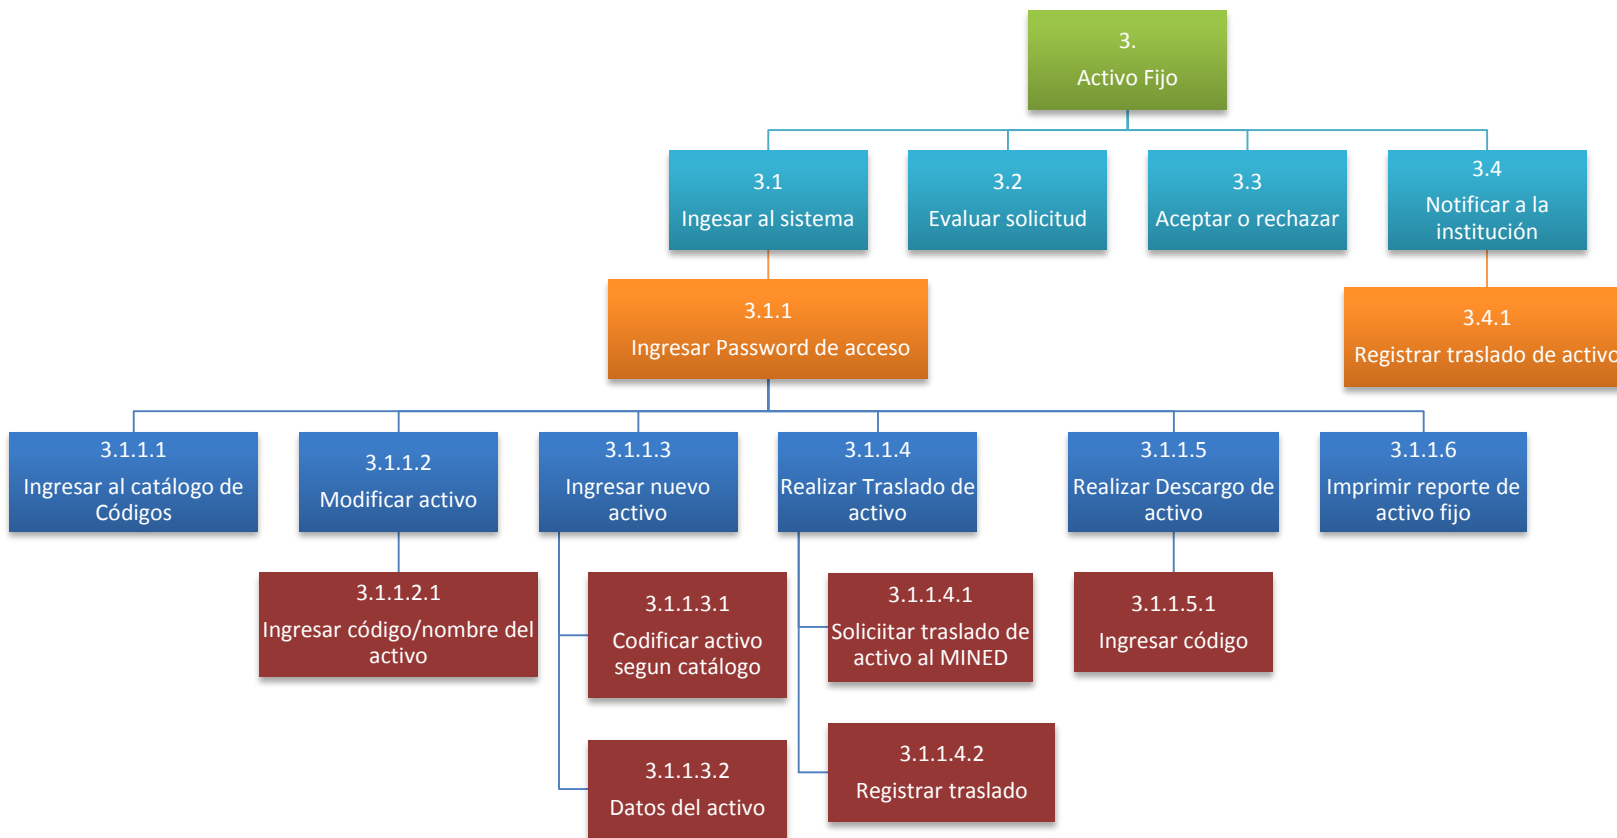 3.
Activo Fijo
3.1
Ingesar al sistema
3.2
Evaluar solicitud
3.3
Aceptar o rechazar
3.4
Notificar a la
institución
3.1.1
Ingresar Password de acceso
3.4.1
Registrar traslado de activo
3.1.1.1
Ingresar al catálogo de
Códigos
3.1.1.2
Modificar activo
3.1.1.3
Ingresar nuevo
activo
3.1.1.4
Realizar Traslado de
activo
3.1.1.5
Realizar Descargo de
activo
3.1.1.6
Imprimir reporte de
activo fijo
3.1.1.2.1
Ingresar código/nombre del
activo
3.1.1.3.1
Codificar activo
segun catálogo
3.1.1.4.1
Soliciitar traslado de
activo al MINED
3.1.1.5.1
Ingresar código
3.1.1.3.2
Datos del activo
3.1.1.4.2
Registrar traslado